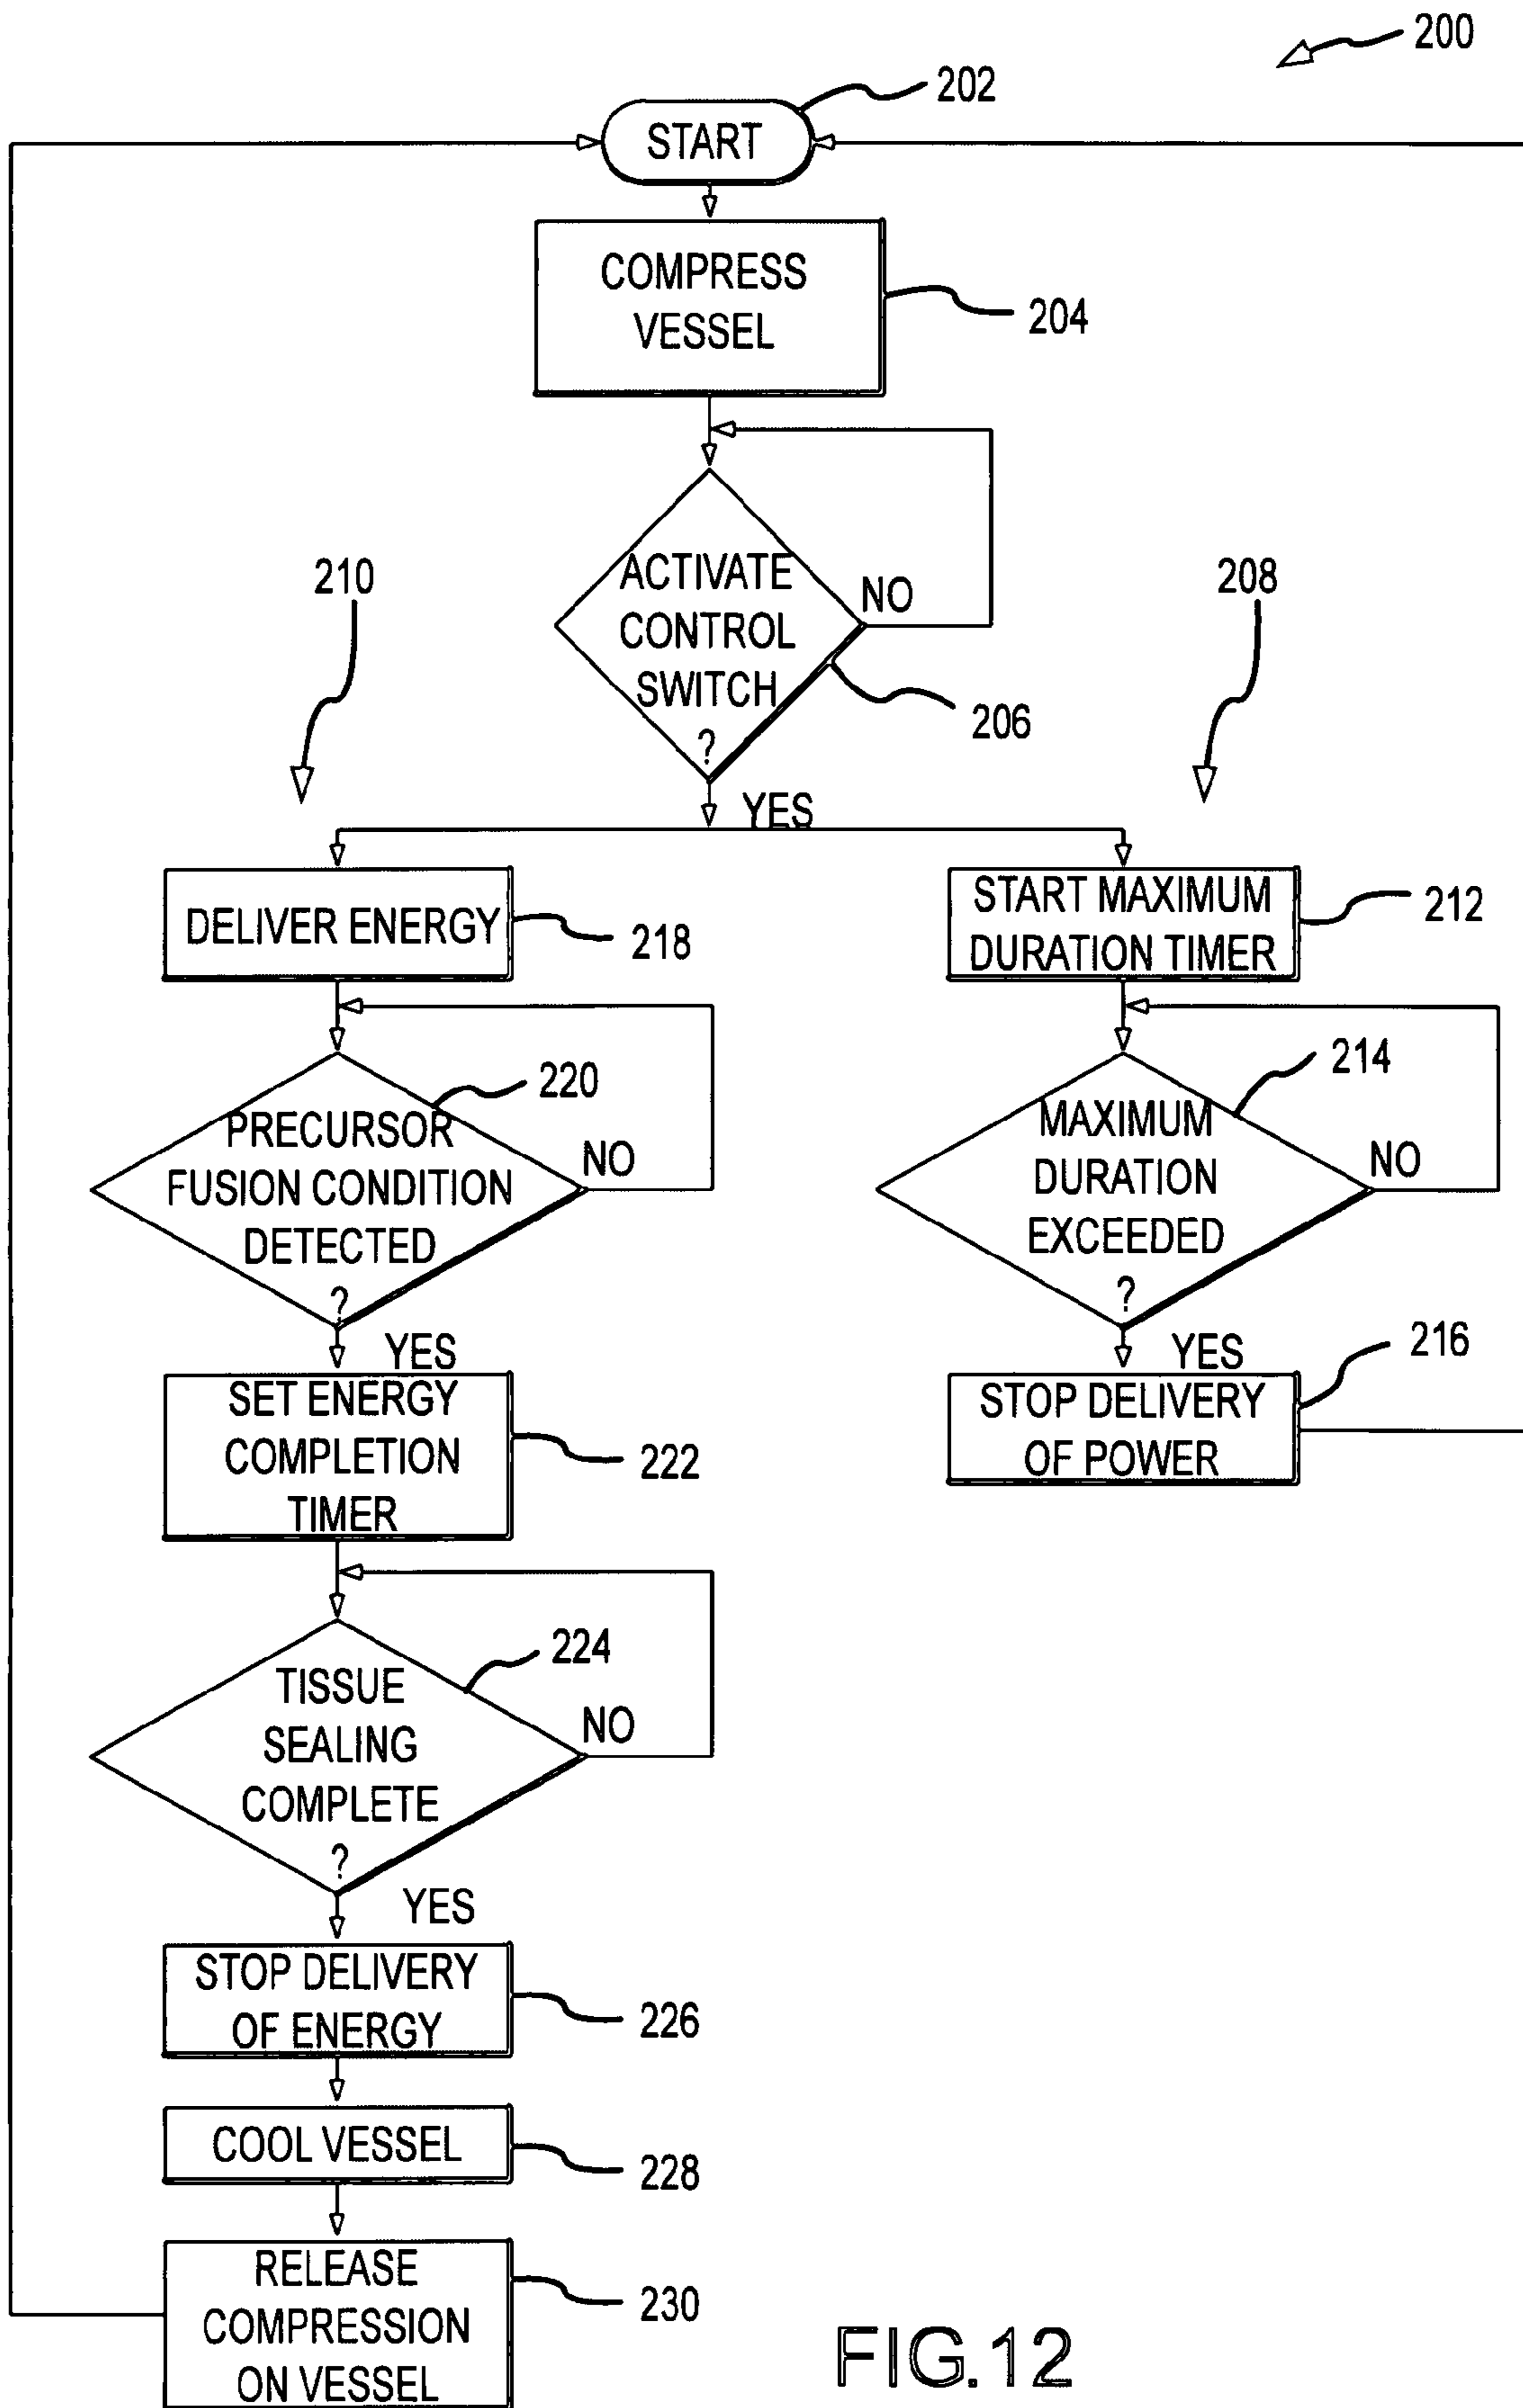 200
202
START
COMPRESS
VESSEL
204
ACTIVATE
CONTROL
SWITCH
?
NO
206
210
208
YES
DELIVER ENERGY
218
START MAXIMUM
DURATION TIMER
212
220
PRECURSOR
FUSION CONDITION
DETECTED
?
NO
214
MAXIMUM
DURATION
EXCEEDED
?
NO
YES
SET ENERGY
COMPLETION
TIMER
222
YES
STOP DELIVERY
OF POWER
216
224
TISSUE
SEALING
COMPLETE
?
NO
YES
STOP DELIVERY
OF ENERGY
226
COOL VESSEL
228
RELEASE
COMPRESSION
ON VESSEL
230
FIG.12